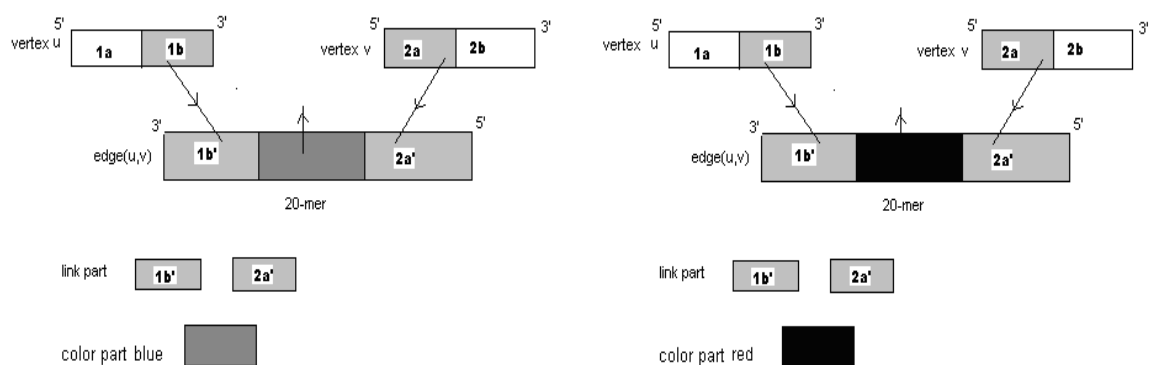 5' 3' 5' 3'
vertex u 1a 1b vertex v 2a 2b
3' 5'
edge(u,v) 1b' 2a'
20-mer
link part 1b' 2a'
color part blue
5' 3' 5' 3'
vertex u 1a 1b vertex v 2a 2b
3' 5'
edge(u,v) 1b' 2a'
20-mer
link part 1b' 2a'
color part red